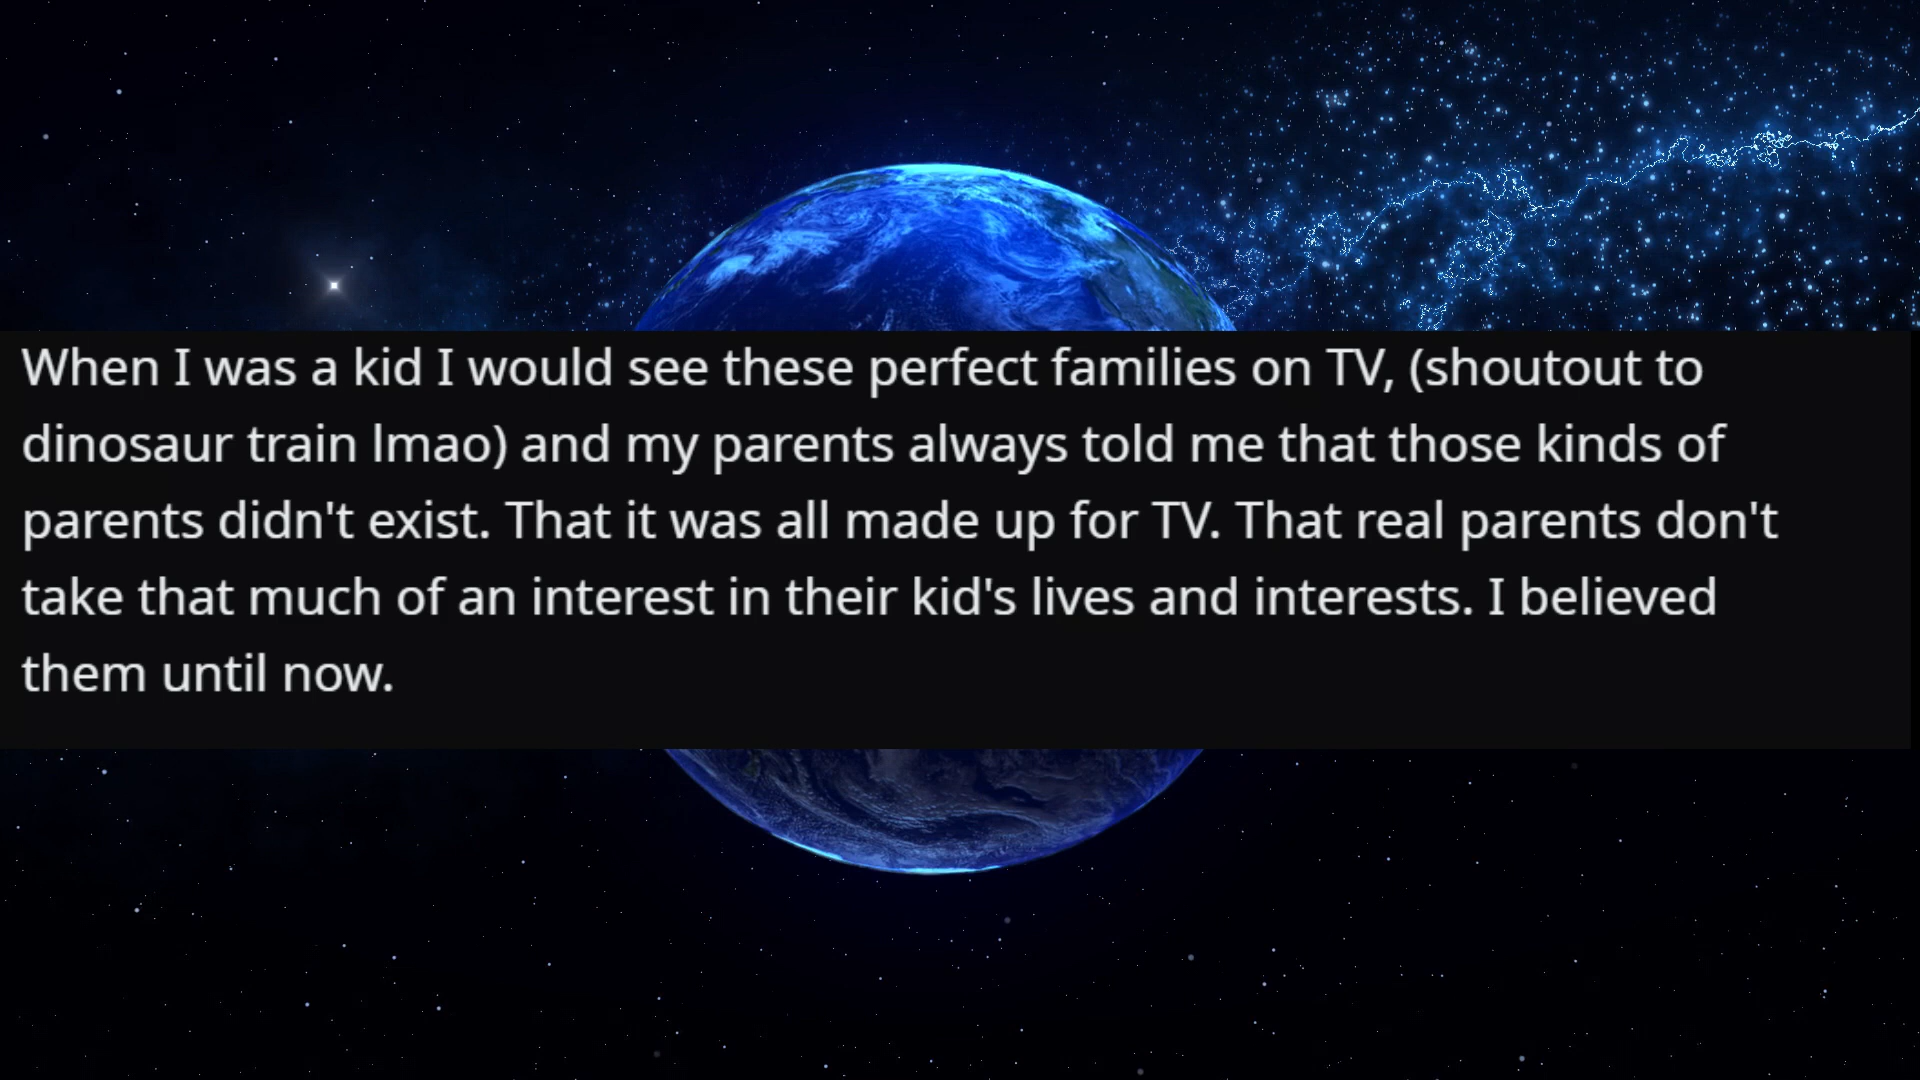 When I was a kid I would see these perfect families on TV, (shoutout to
dinosaur train lmao) and my parents always told me that those kinds of
parents didn't exist. That it was all made up for TV. That real parents don't
take that much of an interest in their kid's lives and interests. I believed
them until now.